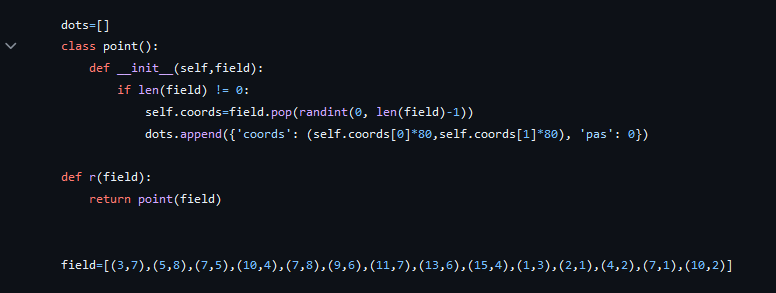 dots=[]
class point():
    def __init__(self,field):
        if len(field) != 0:
            self.coords=field.pop(randint(0, len(field)-1))
            dots.append({'coords': (self.coords[0]*80,self.coords[1]*80), 'pas': 0})
def r(field):
    return point(field)
field=[(3,7),(5,8),(7,5),(10,4),(7,8),(9,6),(11,7),(13,6),(15,4),(1,3),(2,1),(4,2),(7,1),(10,2)]